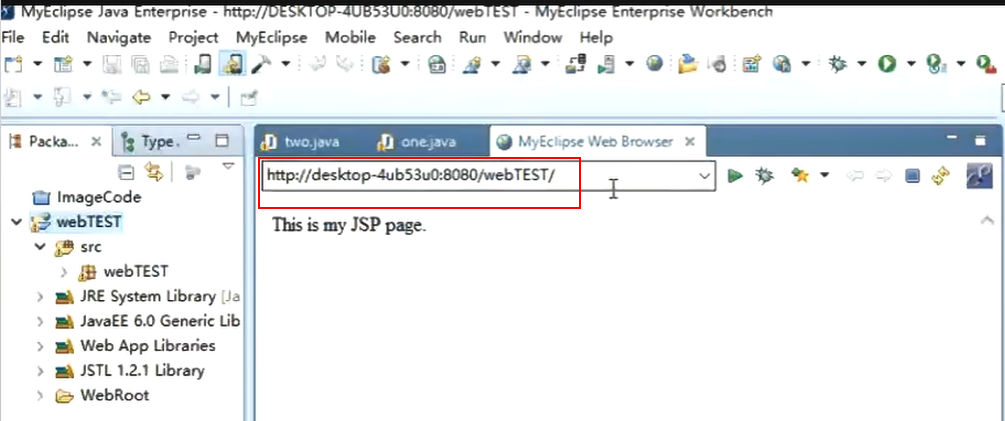 MyEclipse Java Enterprise - http://DESKTOP-4UB53U0:8080/webTEST - MyEclipse Enterprise Workbench
File Edit Navigate Project MyEclipse Mobile Search Run Window Help
Packa... Type. two.java one.java MyEclipse Web Browser
http://desktop-4ub53u0:8080/webTEST/
ImageCode
This is my JSP page.
webTEST
src
webTEST
JRE System Library [Ja
JavaEE 6.0 Generic Lib
Web App Libraries
JSTL 1.2.1 Library
WebRoot